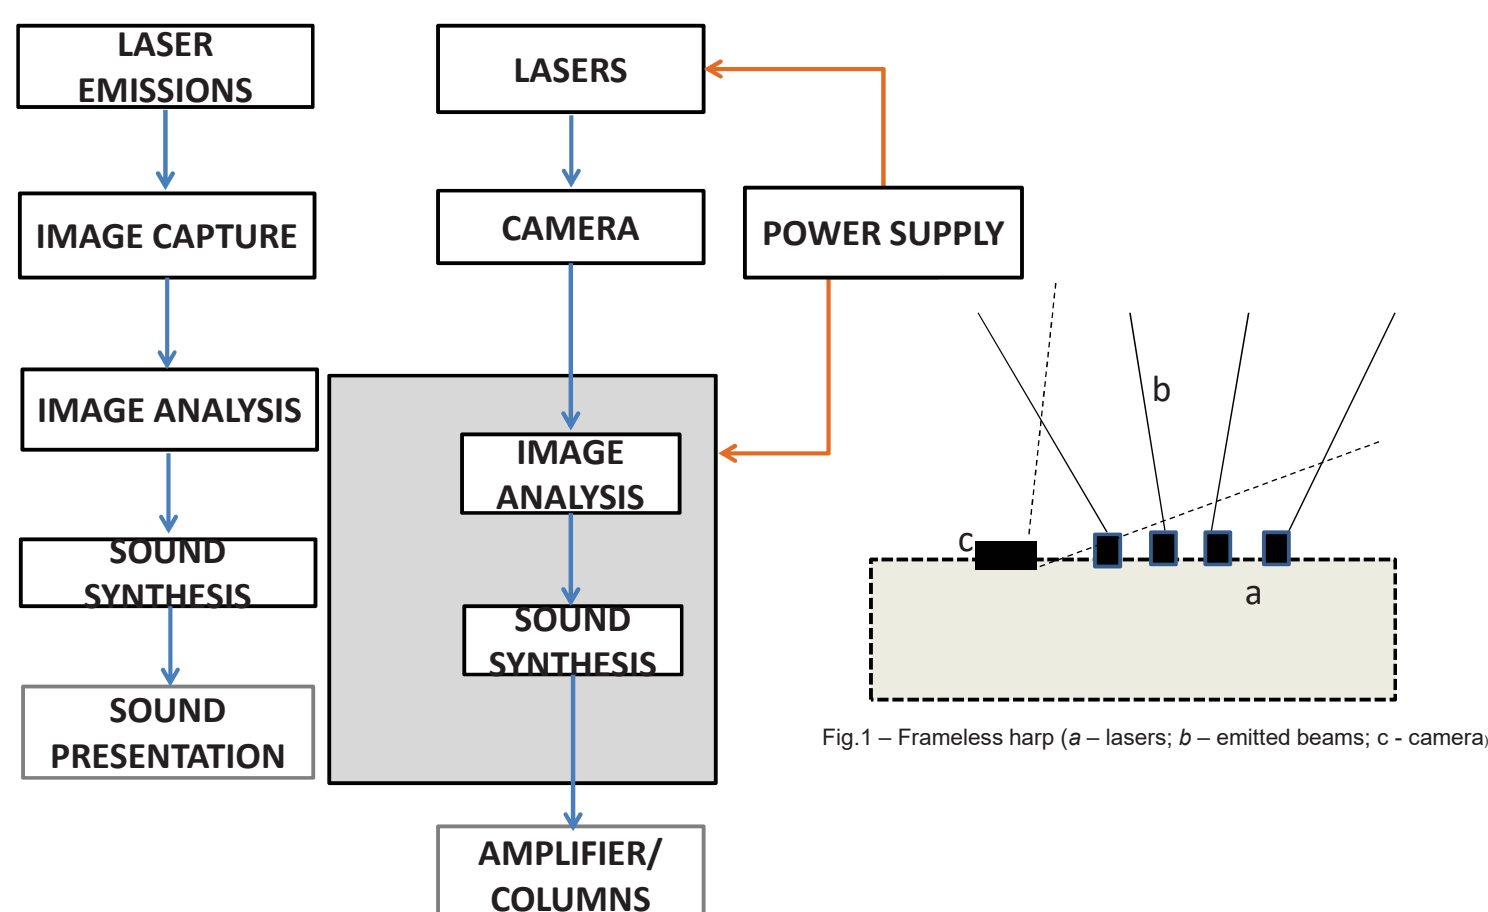 LASER
EMISSIONS
IMAGE CAPTURE
IMAGE ANALYSIS
SOUND
SYNTHESIS
SOUND
PRESENTATION
LASERS
CAMERA
IMAGE
ANALYSIS
SOUND
SYNTHESIS
AMPLIFIER/
COLUMNS
POWER SUPPLY
b
c
a
Fig.1 – Frameless harp (a – lasers; b – emitted beams; c - camera)